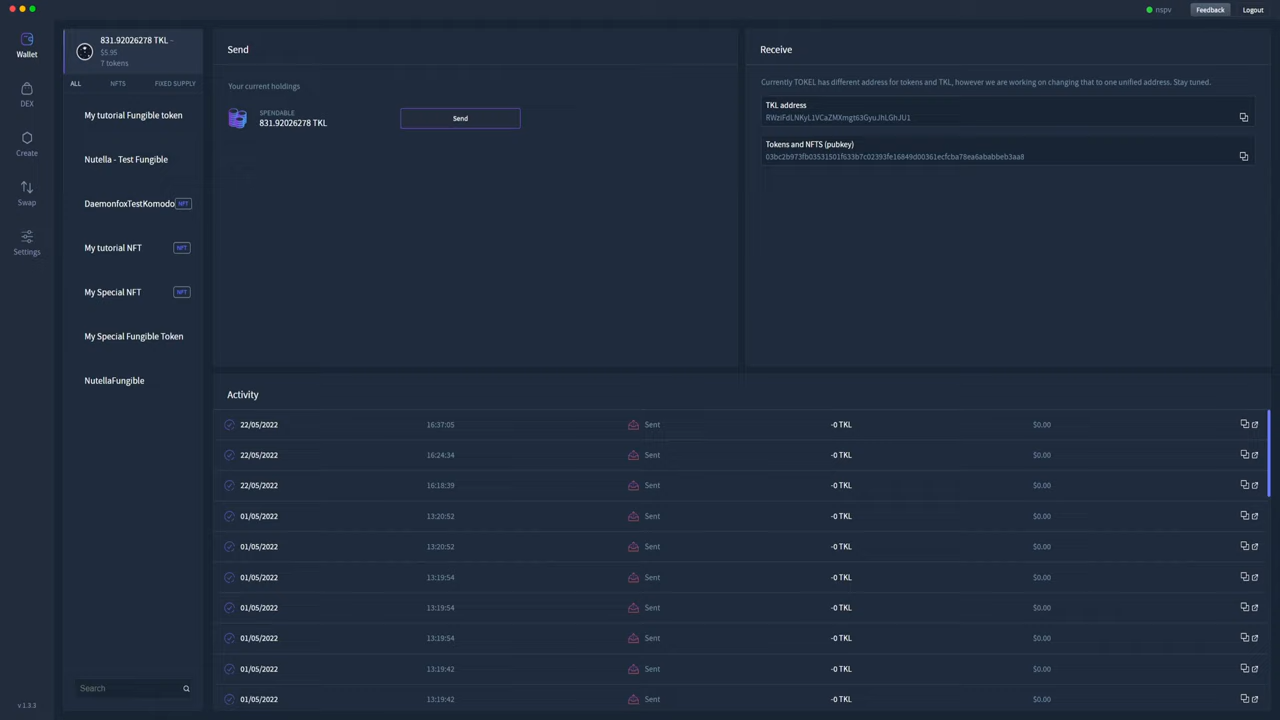 nspv
Feedback
Logout
Wallet
DEX
Create
Swap
Settings
v 1.3.3
831.92026278 TKL ~
$5.95
7 tokens
ALL
NFTS
FIXED SUPPLY
My tutorial Fungible token
Nutella - Test Fungible
DaemonfoxTestKomodo NFT
My tutorial NFT NFT
My Special NFT NFT
My Special Fungible Token
NutellaFungible
Search
Send
Your current holdings
SPENDABLE
831.92026278 TKL
Send
Receive
Currently TOKEL has different address for tokens and TKL, however we are working on changing that to one unified address. Stay tuned.
TKL address
RWziFdLNKyL1VCaZMXmgt63GyuJhLGhJU1
Tokens and NFTS (pubkey)
03bc2b973fb03531501f633b7c02393fe16849d00361ecfcba78ea6ababbeb3aa8
Activity
22/05/2022 16:37:05 Sent -0 TKL $0.00
22/05/2022 16:24:34 Sent -0 TKL $0.00
22/05/2022 16:18:39 Sent -0 TKL $0.00
01/05/2022 13:20:52 Sent -0 TKL $0.00
01/05/2022 13:20:52 Sent -0 TKL $0.00
01/05/2022 13:19:54 Sent -0 TKL $0.00
01/05/2022 13:19:54 Sent -0 TKL $0.00
01/05/2022 13:19:54 Sent -0 TKL $0.00
01/05/2022 13:19:42 Sent -0 TKL $0.00
01/05/2022 13:19:42 Sent -0 TKL $0.00